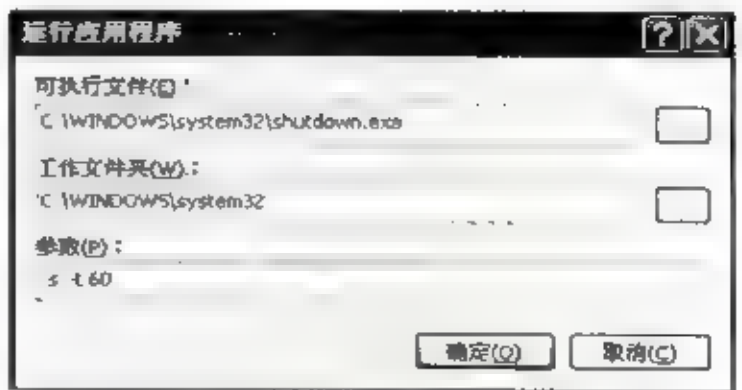 运行应用程序
可执行文件(E)
C:\WINDOWS\system32\shutdown.exe
工作文件夹(W):
C:\WINDOWS\system32
参数(P):
s -t 60
确定(O) 取消(C)